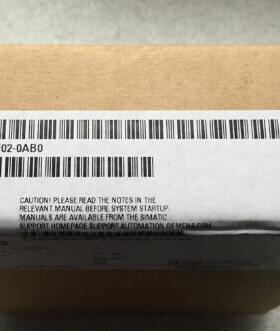 F02-0AB0
CAUTION! PLEASE READ THE NOTES IN THE
RELEVANT MANUAL BEFORE SYSTEM STARTUP.
MANUALS ARE AVAILABLE FROM THE SIMATIC
SUPPORT HOMEPAGE SUPPORT.AUTOMATION.SIEMENS.COM